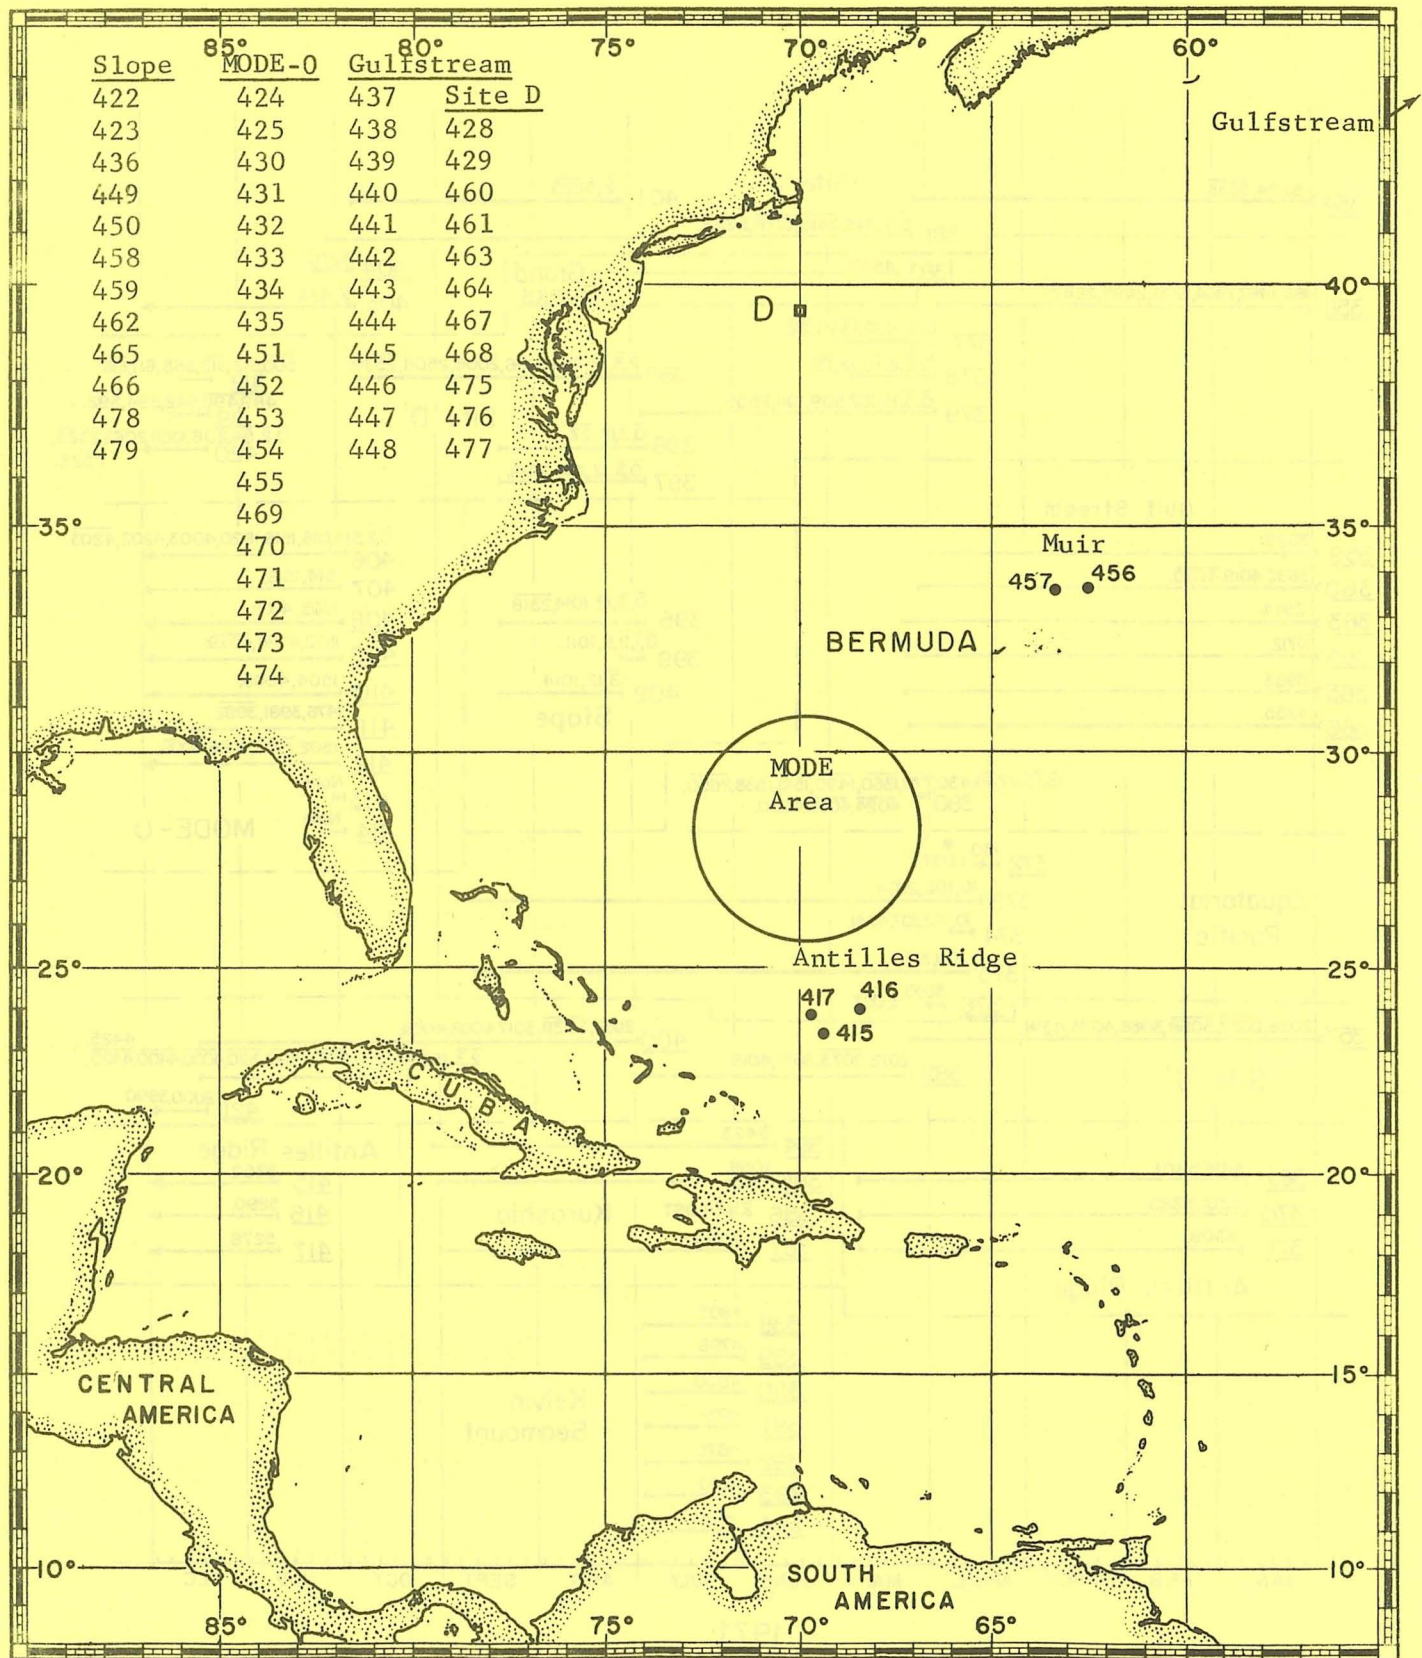 85° 80° 75° 70° 60°
Slope MODE-0 Gulfstream
422 424 437 Site D
423 425 438 428
436 430 439 429
449 431 440 460
450 432 441 461
458 433 442 463
459 434 443 464
462 435 444 467
465 451 445 468
466 452 446 475
478 453 447 476
479 454 448 477
455
469
470
471
472
473
474
Gulfstream
40°
D
35° 35°
Muir
457 456
BERMUDA
30°
MODE
Area
Antilles Ridge
25° 25°
417 416
415
CUBA
20° 20°
15°
CENTRAL
AMERICA
10° 10°
SOUTH
AMERICA
85° 75° 70° 65°